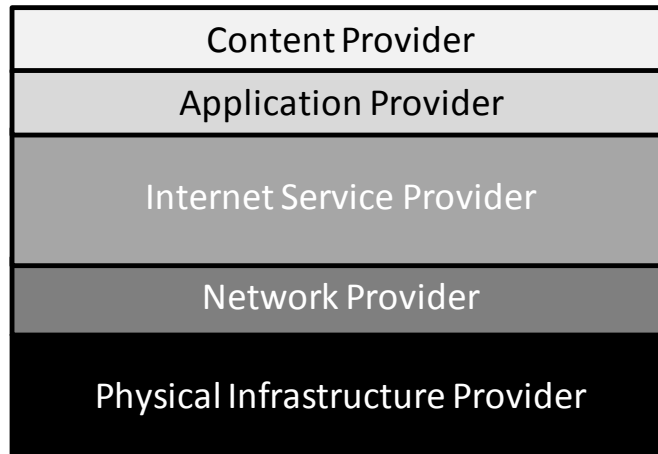 Content Provider
Application Provider
Internet Service Provider
Network Provider
Physical Infrastructure Provider